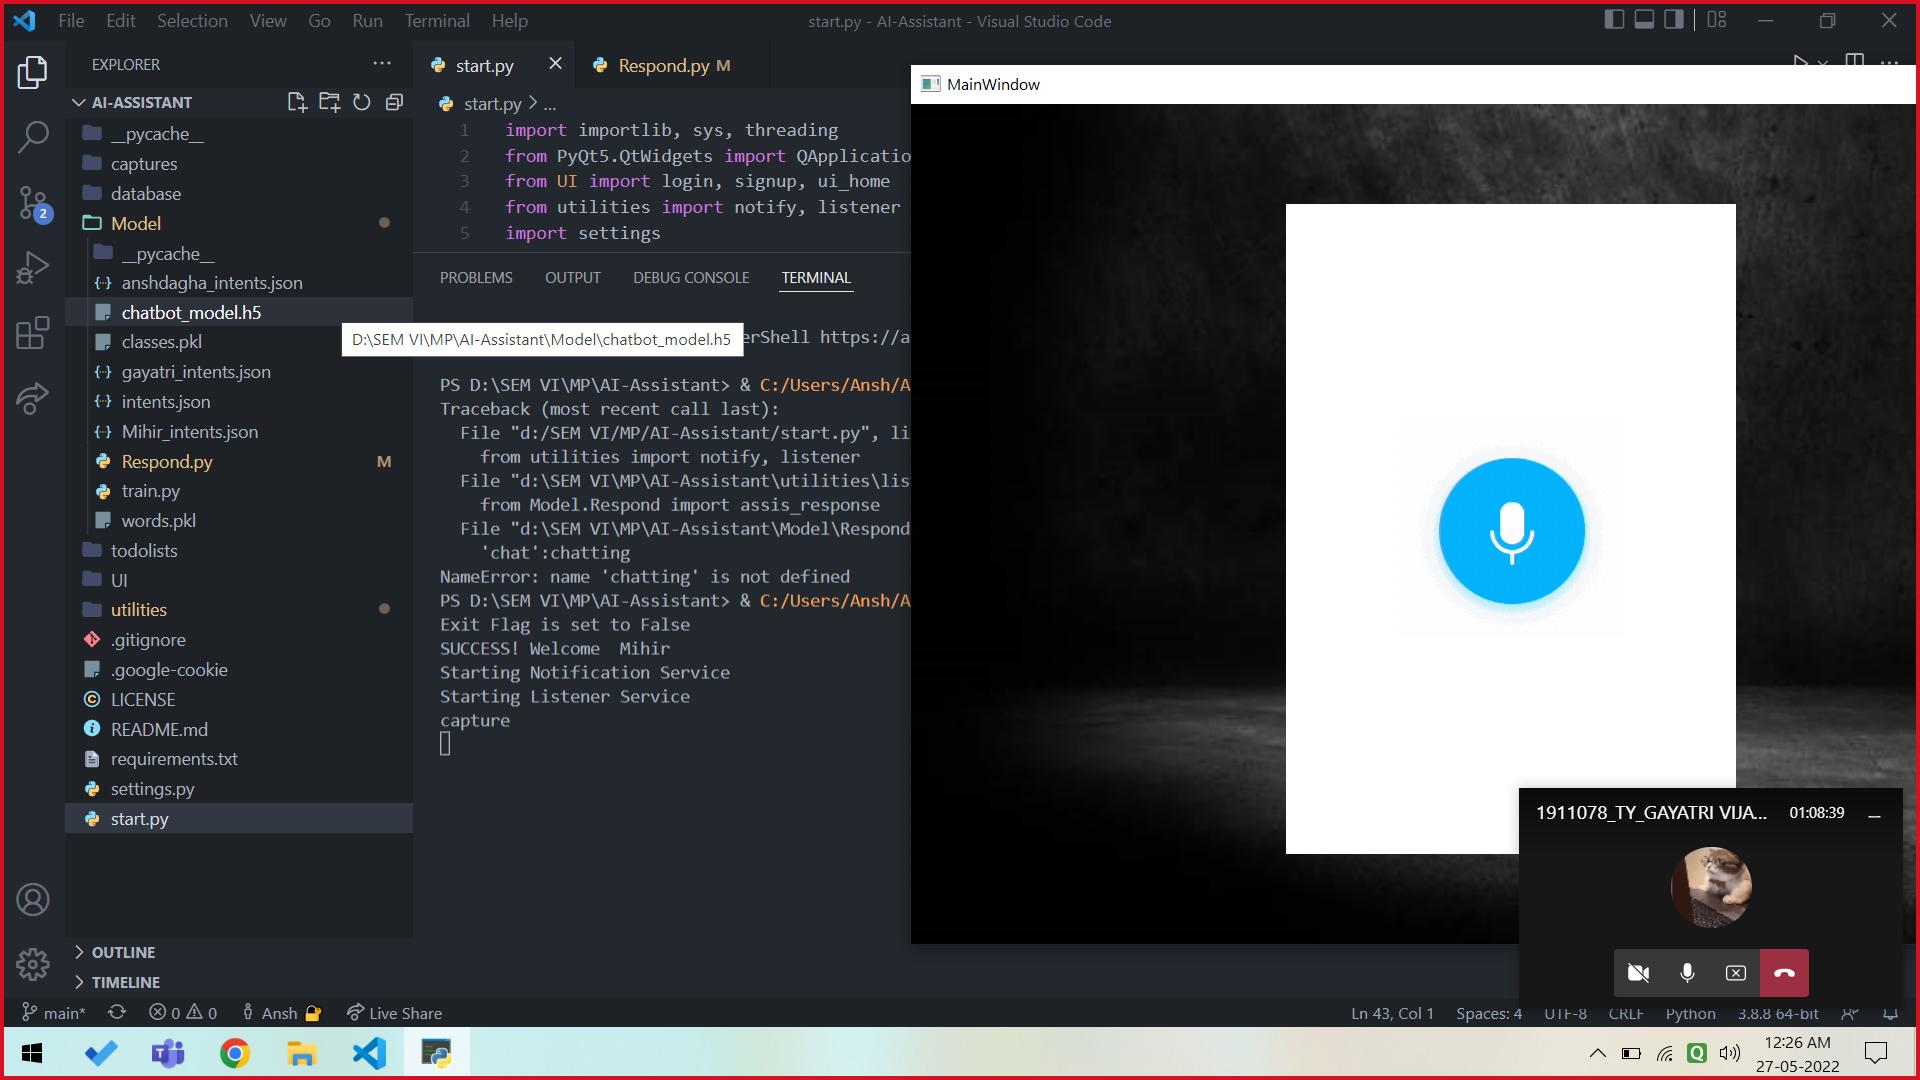 File Edit Selection View Go Run Terminal Help
start.py - AI-Assistant - Visual Studio Code
EXPLORER
AI-ASSISTANT
__pycache__
captures
database
Model
__pycache__
anshdagha_intents.json
chatbot_model.h5
classes.pkl
gayatri_intents.json
intents.json
Mihir_intents.json
Respond.py M
train.py
words.pkl
todolists
UI
utilities
.gitignore
.google-cookie
LICENSE
README.md
requirements.txt
settings.py
start.py
OUTLINE
TIMELINE
2
start.py
Respond.py M
start.py > ...
1 import importlib, sys, threading
2 from PyQt5.QtWidgets import QApplicatio
3 from UI import login, signup, ui_home
4 from utilities import notify, listener
5 import settings
PROBLEMS OUTPUT DEBUG CONSOLE TERMINAL
D:\SEM VI\MP\AI-Assistant\Model\chatbot_model.h5
erShell https://a
PS D:\SEM VI\MP\AI-Assistant> & C:/Users/Ansh/A
Traceback (most recent call last):
File "d:/SEM VI/MP/AI-Assistant/start.py", li
from utilities import notify, listener
File "d:\SEM VI\MP\AI-Assistant\utilities\lis
from Model.Respond import assis_response
File "d:\SEM VI\MP\AI-Assistant\Model\Respond
'chat':chatting
NameError: name 'chatting' is not defined
PS D:\SEM VI\MP\AI-Assistant> & C:/Users/Ansh/A
Exit Flag is set to False
SUCCESS! Welcome  Mihir
Starting Notification Service
Starting Listener Service
capture
MainWindow
1911078_TY_GAYATRI VIJA... 01:08:39
main* 0 0 Ansh Live Share
Ln 43, Col 1 Spaces: 4 UTF-8 CRLF Python 3.8.8 64-bit
Q
12:26 AM
27-05-2022